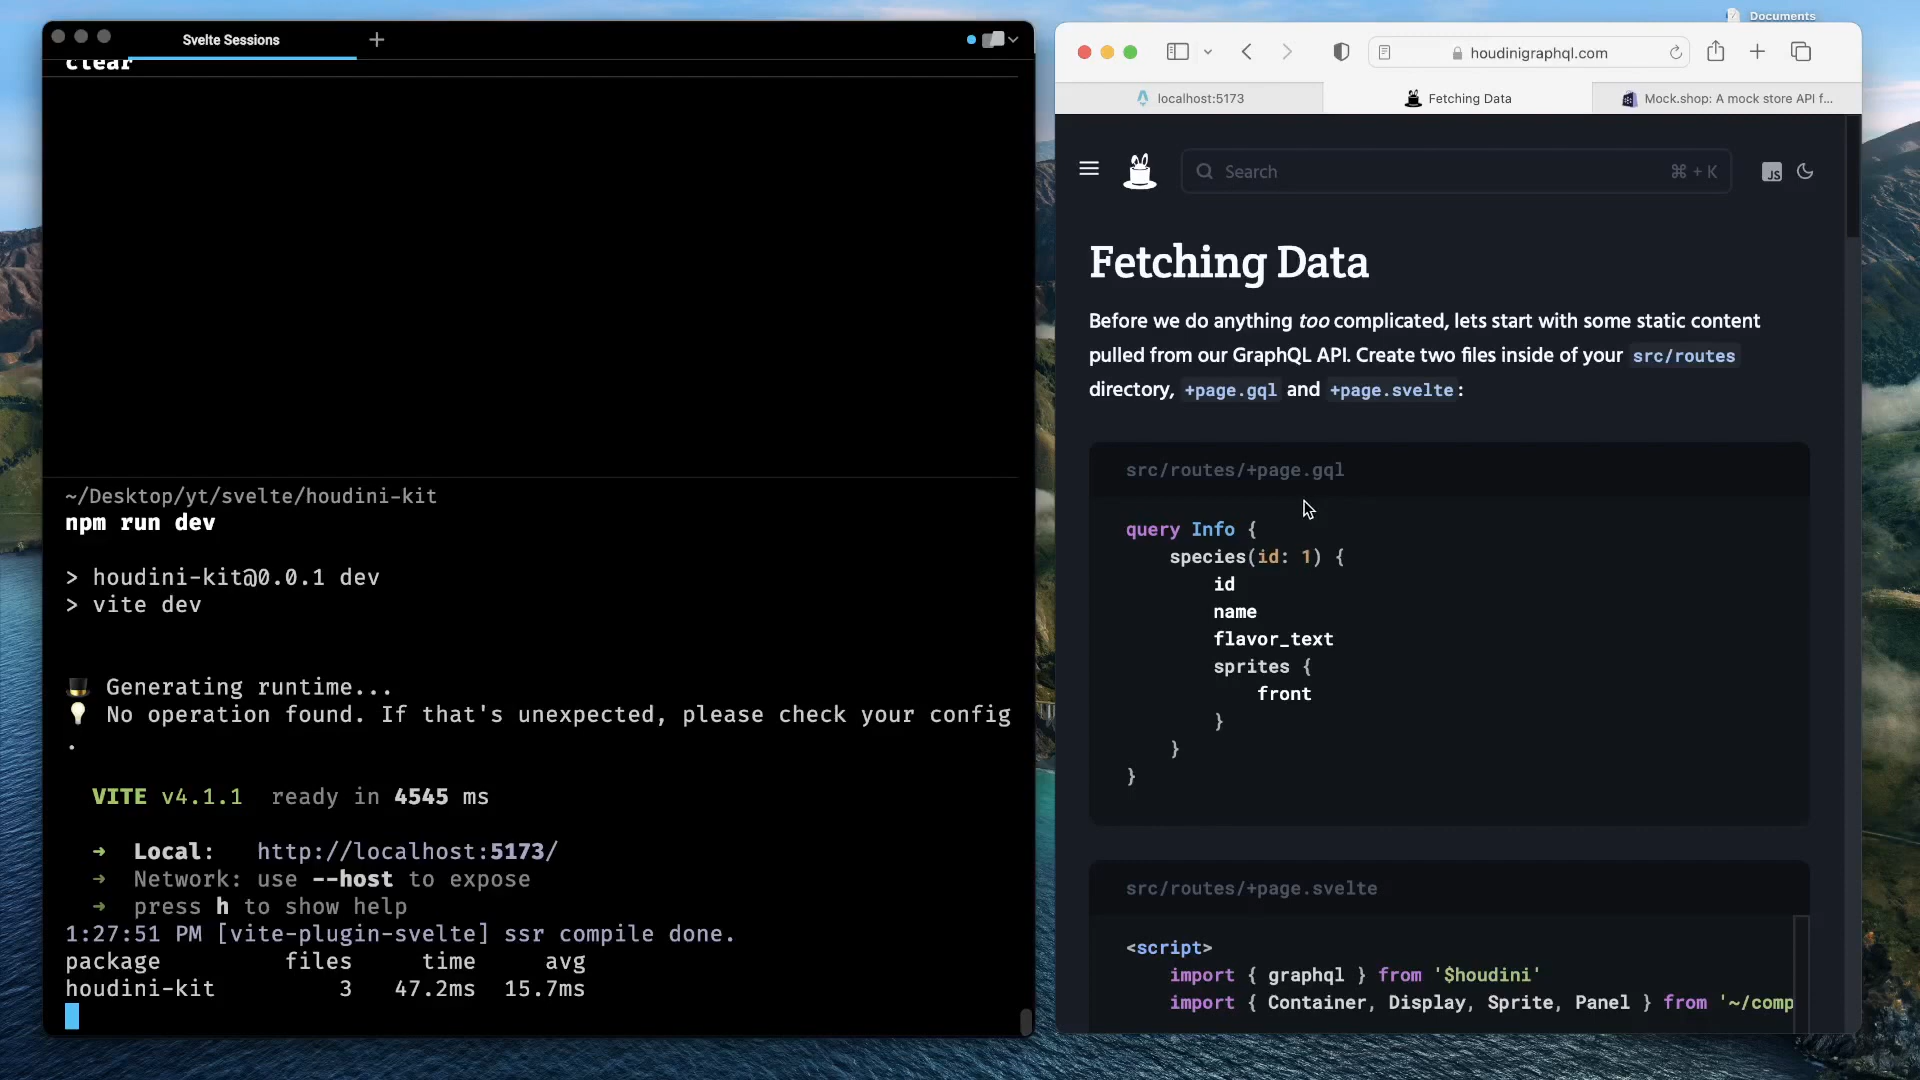 Documents
Svelte Sessions
clear
~/Desktop/yt/svelte/houdini-kit
npm run dev
> houdini-kit@0.0.1 dev
> vite dev
Generating runtime...
No operation found. If that's unexpected, please check your config
.
VITE v4.1.1 ready in 4545 ms
➜ Local: http://localhost:5173/
➜ Network: use --host to expose
➜ press h to show help
1:27:51 PM [vite-plugin-svelte] ssr compile done.
package files time avg
houdini-kit 3 47.2ms 15.7ms
houdinigraphql.com
localhost:5173
Fetching Data
Mock.shop: A mock store API f...
Search
⌘ + K
JS
Fetching Data
Before we do anything too complicated, lets start with some static content
pulled from our GraphQL API. Create two files inside of your src/routes
directory, +page.gql and +page.svelte:
src/routes/+page.gql
query Info {
species(id: 1) {
id
name
flavor_text
sprites {
front
}
}
}
src/routes/+page.svelte
<script>
import { graphql } from '$houdini'
import { Container, Display, Sprite, Panel } from '~/comp